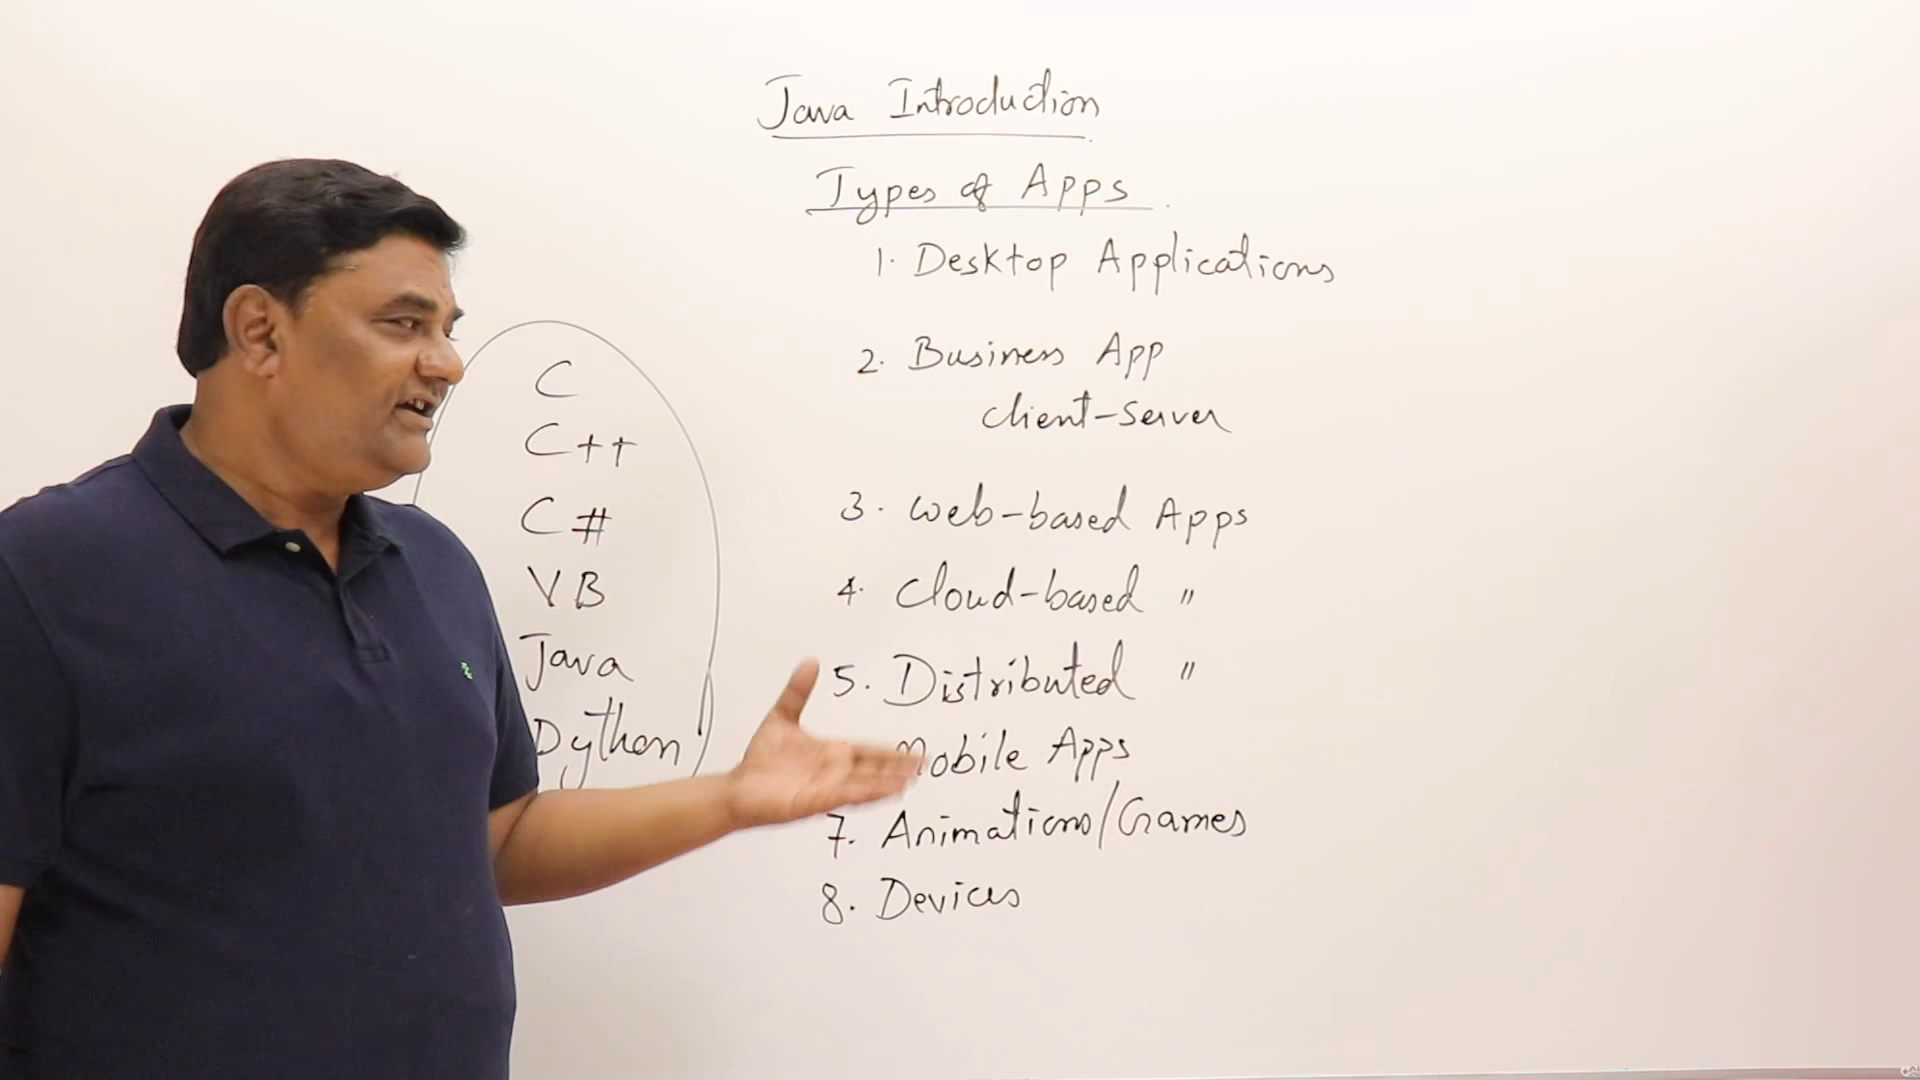 Java Introduction
Types of Apps
1. Desktop Applications
2. Business App
Client-Server
3. Web-based Apps
4. Cloud-based "
5. Distributed "
Mobile Apps
7. Animations/Games
8. Devices
C
C++
C#
VB
Java
Python